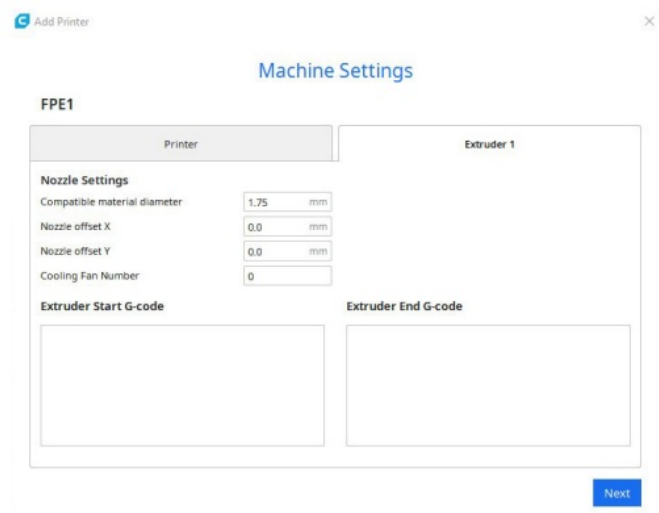 Add Printer
Machine Settings
FPE1
Printer
Extruder 1
Nozzle Settings
Compatible material diameter 1.75 mm
Nozzle offset X 0.0 mm
Nozzle offset Y 0.0 mm
Cooling Fan Number 0
Extruder Start G-code
Extruder End G-code
Next